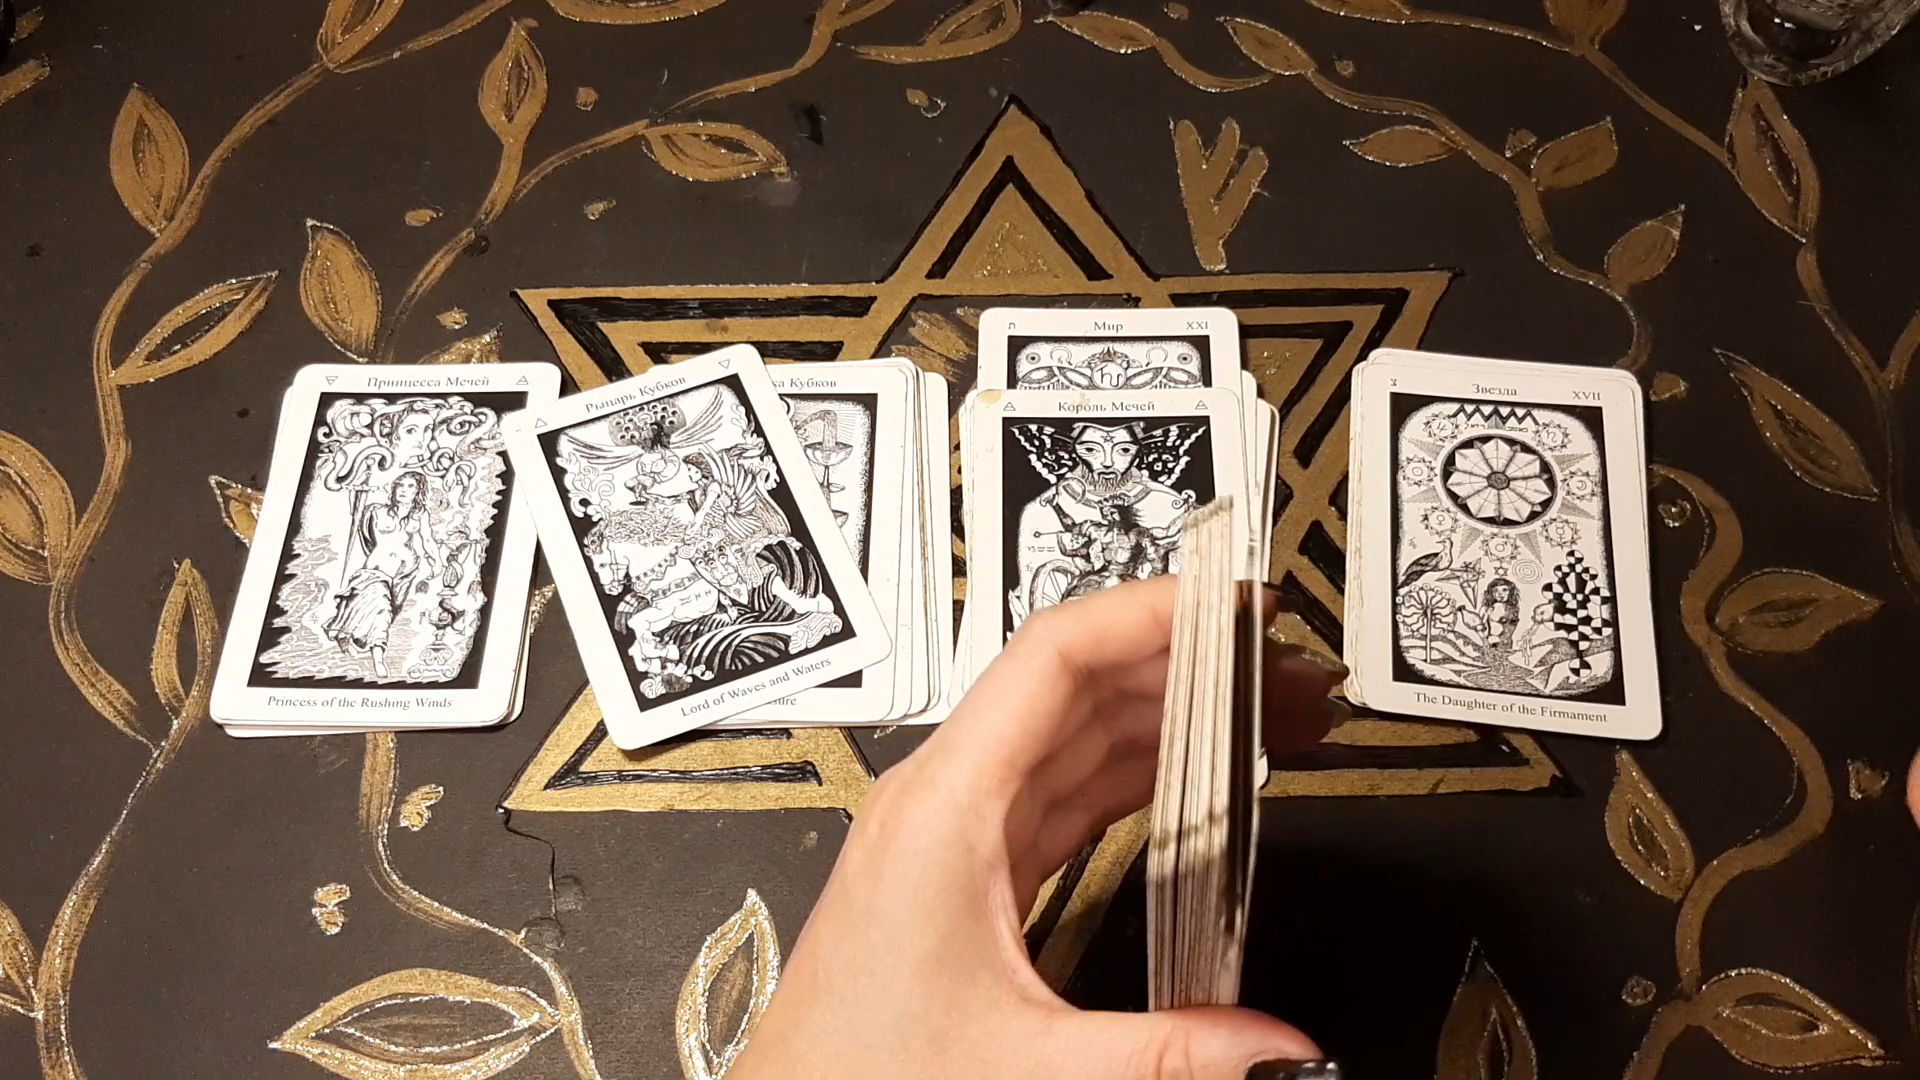 Принцесса Мечей
Princess of the Rushing Winds
Рыцарь Кубков
Lord of Waves and Waters
Кубков
ת Мир XXI
Король Мечей
צ Звезда XVII
The Daughter of the Firmament